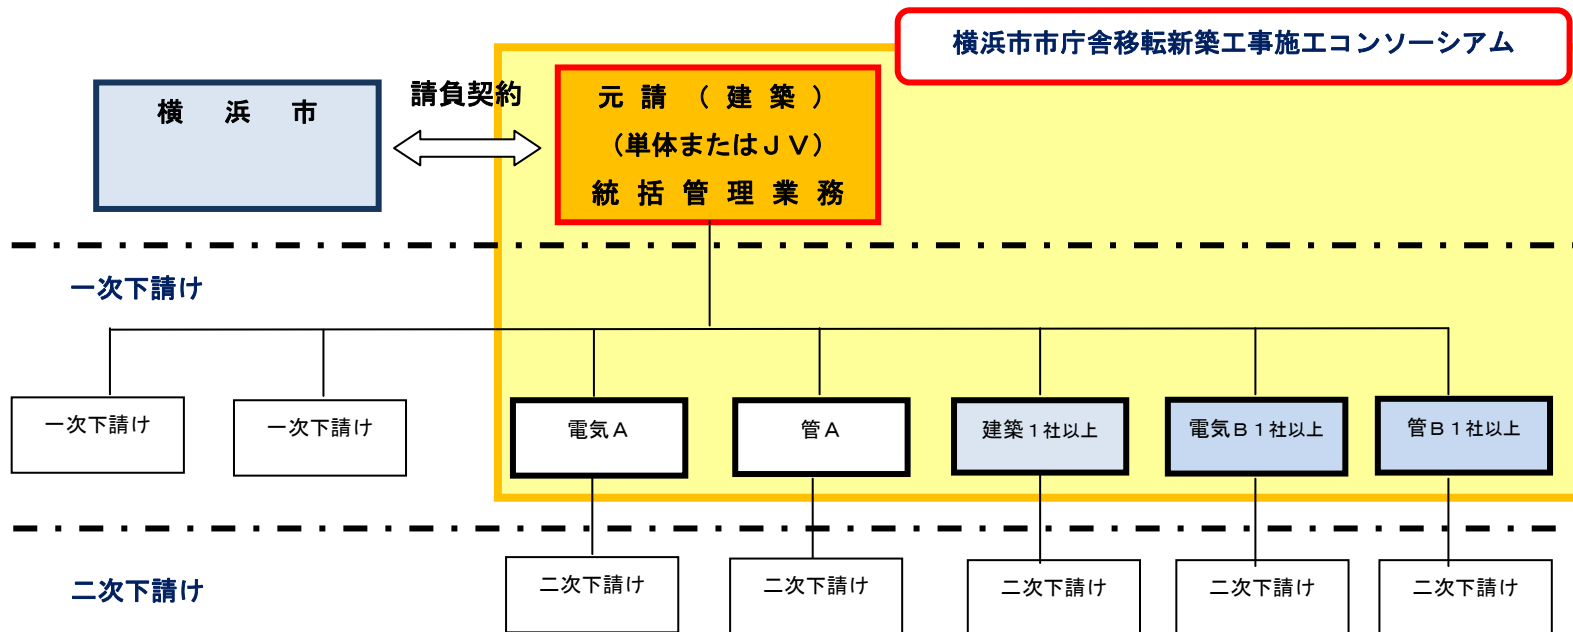 横浜市市庁舎移転新築工事施工コンソーシアム
横 浜 市
請負契約
元 請 （ 建 築 ）
（単体またはＪＶ）
統 括 管 理 業 務
一次下請け
一次下請け
一次下請け
電気Ａ
管Ａ
建築１社以上
電気Ｂ１社以上
管Ｂ１社以上
二次下請け
二次下請け
二次下請け
二次下請け
二次下請け
二次下請け